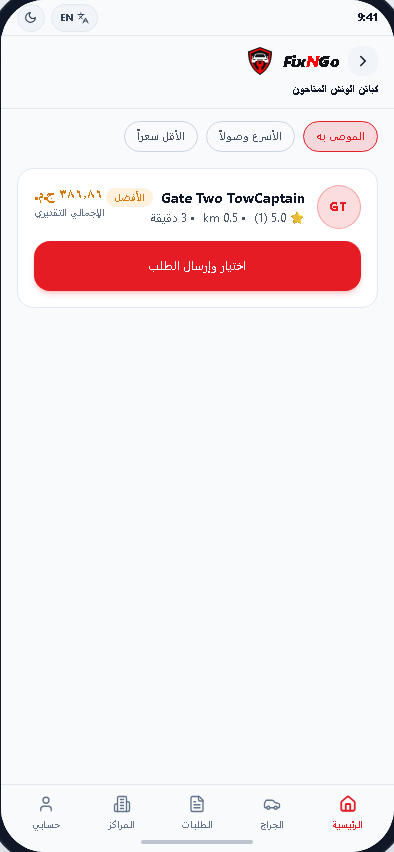 9:41
EN
FixNGo
كباتن الونش المتاحون
الموصى به
الأسرع وصولاً
الأقل سعراً
GT
Gate Two TowCaptain
الأفضل
٣٨٦٫٨٦ ج.م.
5.0 (1) • 0.5 km • 3 دقيقة
الإجمالي التقديري
اختيار وإرسال الطلب
الرئيسية
الجراج
الطلبات
المراكز
حسابي